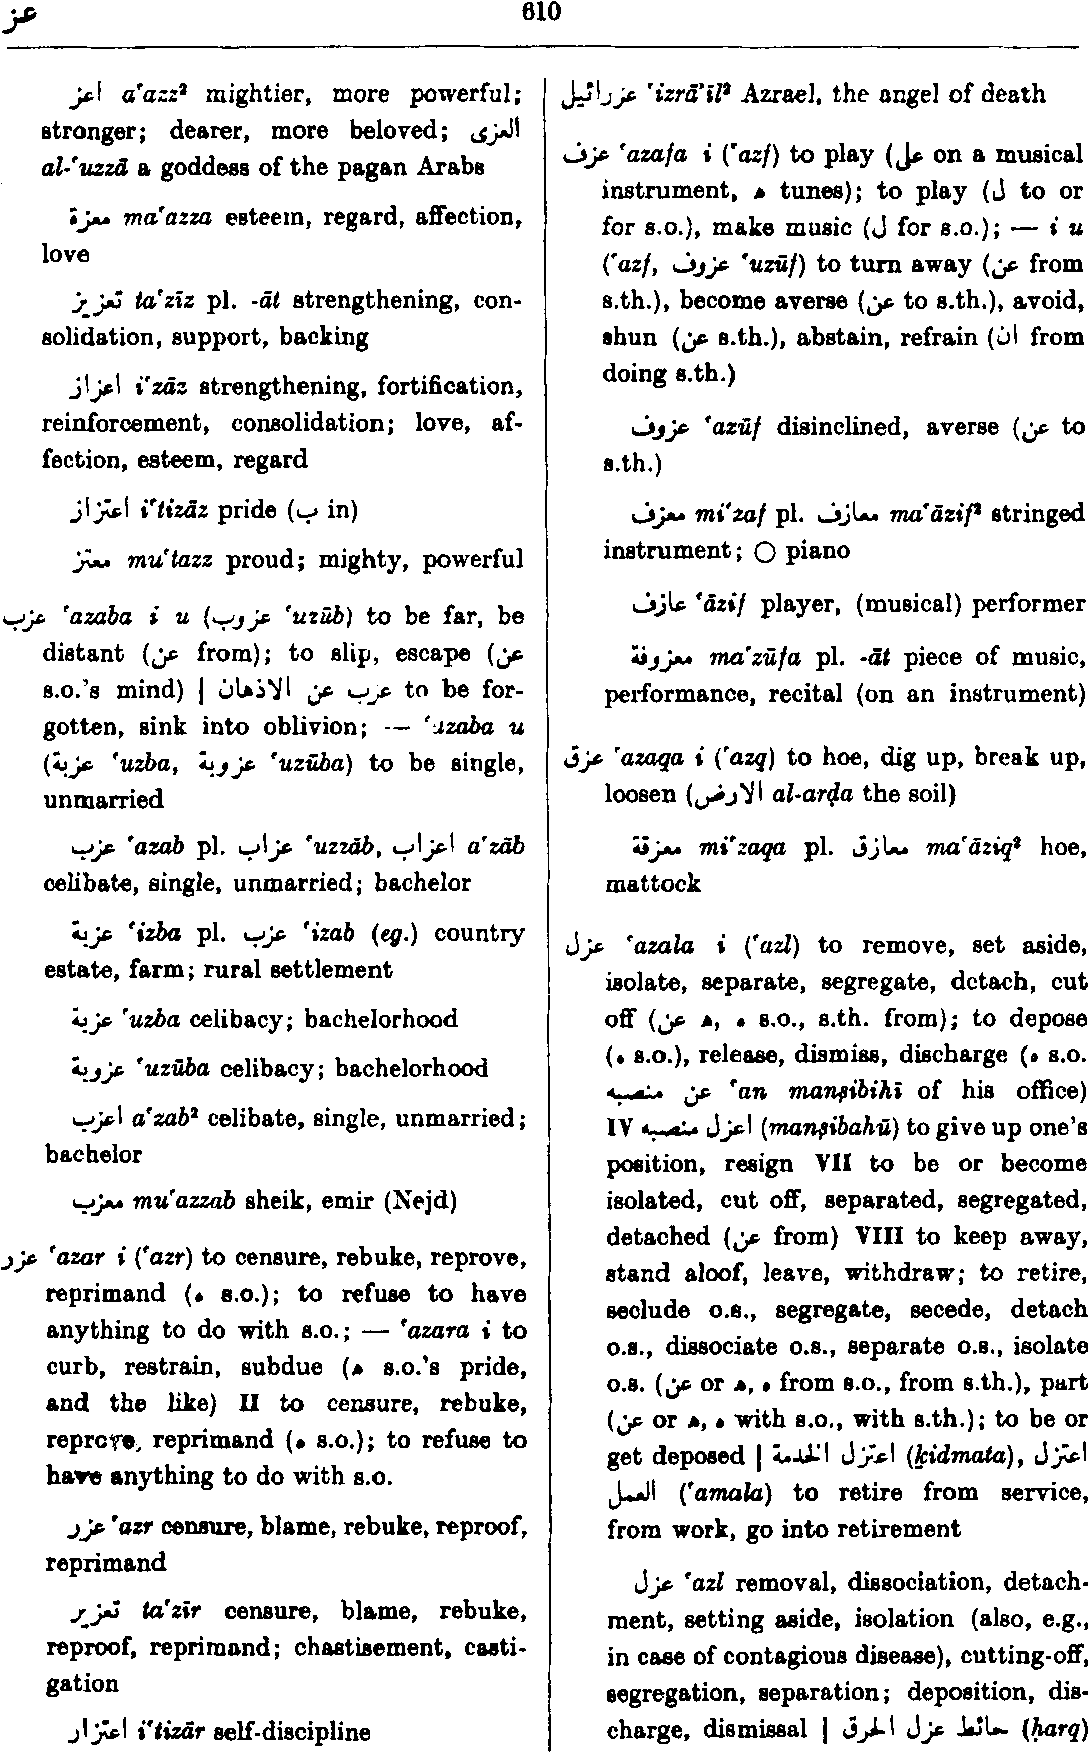 عز
610
اعز a‘azz² mightier, more powerful;
stronger; dearer, more beloved; العزى
al-‘uzzā a goddess of the pagan Arabs
معزة ma‘azza esteem, regard, affection,
love
تعزيز ta‘zīz pl. -āt strengthening, con-
solidation, support, backing
اعزاز i‘zāz strengthening, fortification,
reinforcement, consolidation; love, af-
fection, esteem, regard
اعتزاز i‘tizāz pride (ب in)
معتز mu‘tazz proud; mighty, powerful
عزب ‘azaba i u (عزوب ‘uzūb) to be far, be
distant (عن from); to slip, escape (عن
s.o.’s mind) | عزب عن الاذهان to be for-
gotten, sink into oblivion; — ‘azaba u
(عزبة ‘uzba, عزوبة ‘uzūba) to be single,
unmarried
عزب ‘azab pl. عزاب ‘uzzāb, اعزاب a‘zāb
celibate, single, unmarried; bachelor
عزبة ‘izba pl. عزب ‘izab (eg.) country
estate, farm; rural settlement
عزبة ‘uzba celibacy; bachelorhood
عزوبة ‘uzūba celibacy; bachelorhood
اعزب a‘zab² celibate, single, unmarried;
bachelor
معزب mu‘azzab sheik, emir (Nejd)
عزر ‘azar i (‘azr) to censure, rebuke, reprove,
reprimand (ه s.o.); to refuse to have
anything to do with s.o.; — ‘azara i to
curb, restrain, subdue (ه s.o.’s pride,
and the like) II to censure, rebuke,
reprove, reprimand (ه s.o.); to refuse to
have anything to do with s.o.
عزر ‘azr censure, blame, rebuke, reproof,
reprimand
تعزير ta‘zīr censure, blame, rebuke,
reproof, reprimand; chastisement, casti-
gation
اعتزار i‘tizār self-discipline
عزرائيل ‘izrā’īl² Azrael, the angel of death
عزف ‘azafa i (‘azf) to play (على on a musical
instrument, ه tunes); to play (ل to or
for s.o.), make music (ل for s.o.); — i u
(‘azf, عزوف ‘uzūf) to turn away (عن from
s.th.), become averse (عن to s.th.), avoid,
shun (عن s.th.), abstain, refrain (ان from
doing s.th.)
عزوف ‘azūf disinclined, averse (عن to
s.th.)
معزف mi‘zaf pl. معازف ma‘āzif² stringed
instrument; ○ piano
عازف ‘āzif player, (musical) performer
معزوفة ma‘zūfa pl. -āt piece of music,
performance, recital (on an instrument)
عزق ‘azaqa i (‘azq) to hoe, dig up, break up,
loosen (الارض al-arḍa the soil)
معزقة mi‘zaqa pl. معازق ma‘āziq² hoe,
mattock
عزل ‘azala i (‘azl) to remove, set aside,
isolate, separate, segregate, detach, cut
off (ه, ه عن s.o., s.th. from); to depose
(ه s.o.), release, dismiss, discharge (ه s.o.
عن منصبه ‘an manṣibihī of his office)
IV اعزل منصبه (manṣibahū) to give up one’s
position, resign VII to be or become
isolated, cut off, separated, segregated,
detached (عن from) VIII to keep away,
stand aloof, leave, withdraw; to retire,
seclude o.s., segregate, secede, detach
o.s., dissociate o.s., separate o.s., isolate
o.s. (عن or ه, ه from s.o., from s.th.), part
(عن or ه, ه with s.o., with s.th.); to be or
get deposed | اعتزل الخدمة (ḵidmata), اعتزل
العمل (‘amala) to retire from service,
from work, go into retirement
عزل ‘azl removal, dissociation, detach-
ment, setting aside, isolation (also, e.g.,
in case of contagious disease), cutting-off,
segregation, separation; deposition, dis-
charge, dismissal | حائط عزل الحرق (ḥarq)